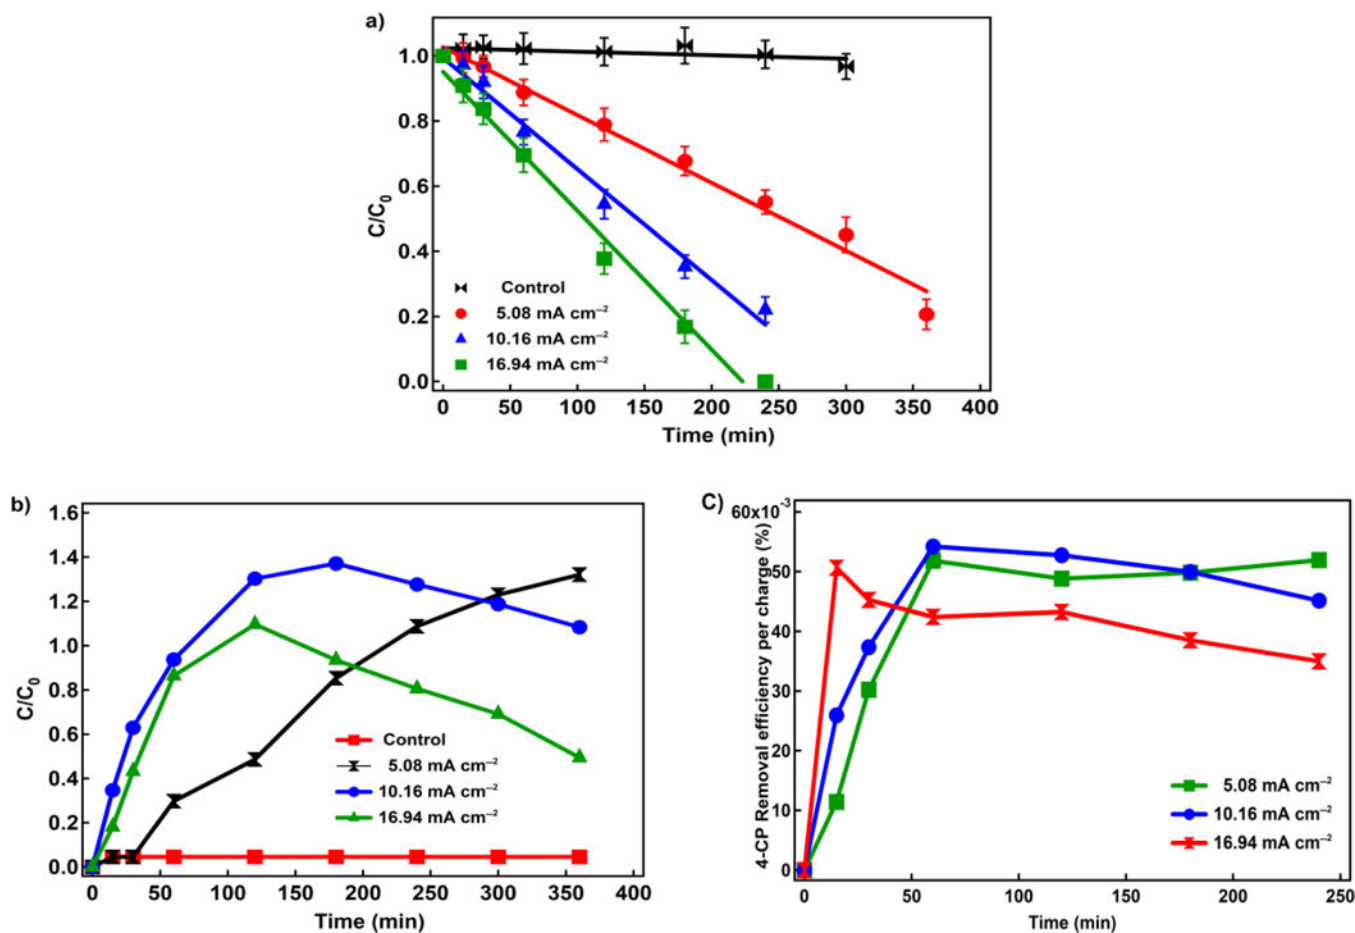 a)
1.0
0.8
0.6
0.4
0.2
0.0
C/C₀
Control
5.08 mA cm⁻²
10.16 mA cm⁻²
16.94 mA cm⁻²
0 50 100 150 200 250 300 350 400
Time (min)
b)
1.6
1.4
1.2
1.0
0.8
0.6
0.4
0.2
0.0
C/C₀
Control
5.08 mA cm⁻²
10.16 mA cm⁻²
16.94 mA cm⁻²
0 50 100 150 200 250 300 350 400
Time (min)
C)
60x10⁻³
50
40
30
20
10
0
4-CP Removal efficiency per charge (%)
5.08 mA cm⁻²
10.16 mA cm⁻²
16.94 mA cm⁻²
0 50 100 150 200 250
Time (min)